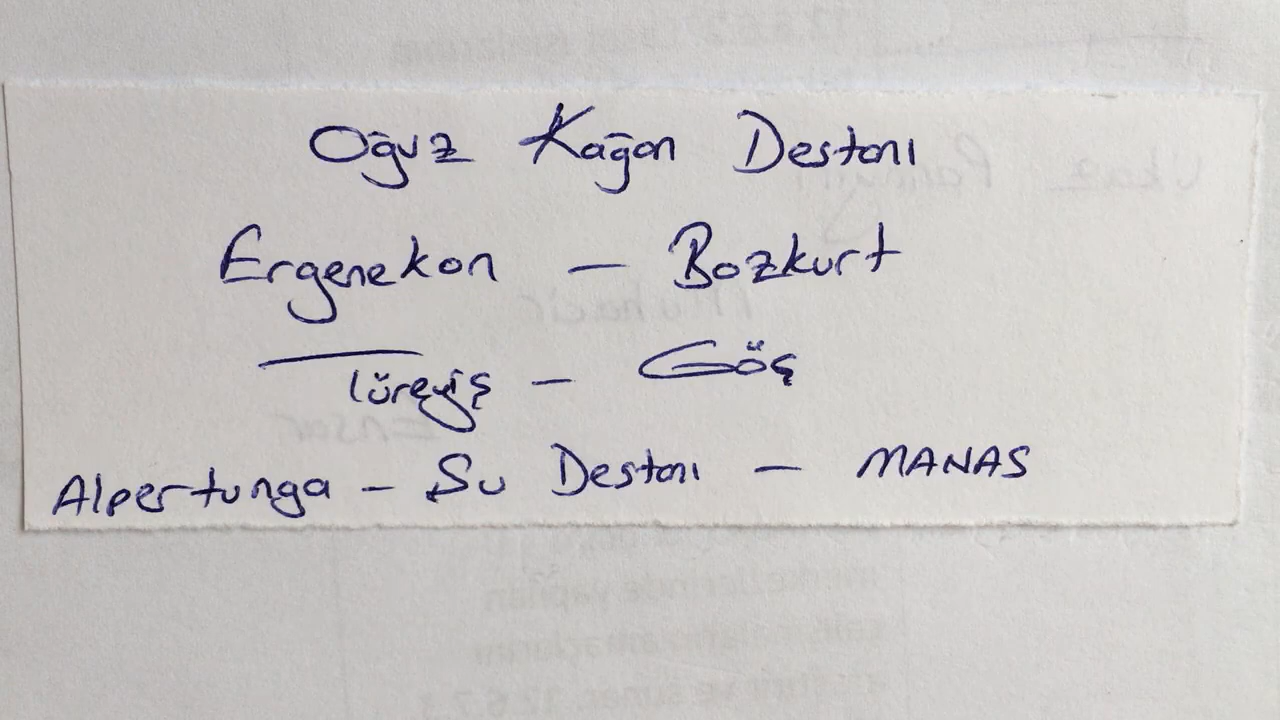 Oğuz Kağan Destanı
Ergenekon — Bozkurt
Türeyiş — Göç
Alpertunga – Su Destanı — MANAS